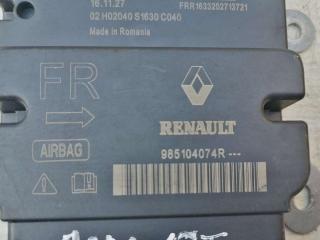 16.11.27
FRR1633202713721
02 H02040 S1630 C040
Made in Romania
FR
RENAULT
AIRBAG
985104074R ---